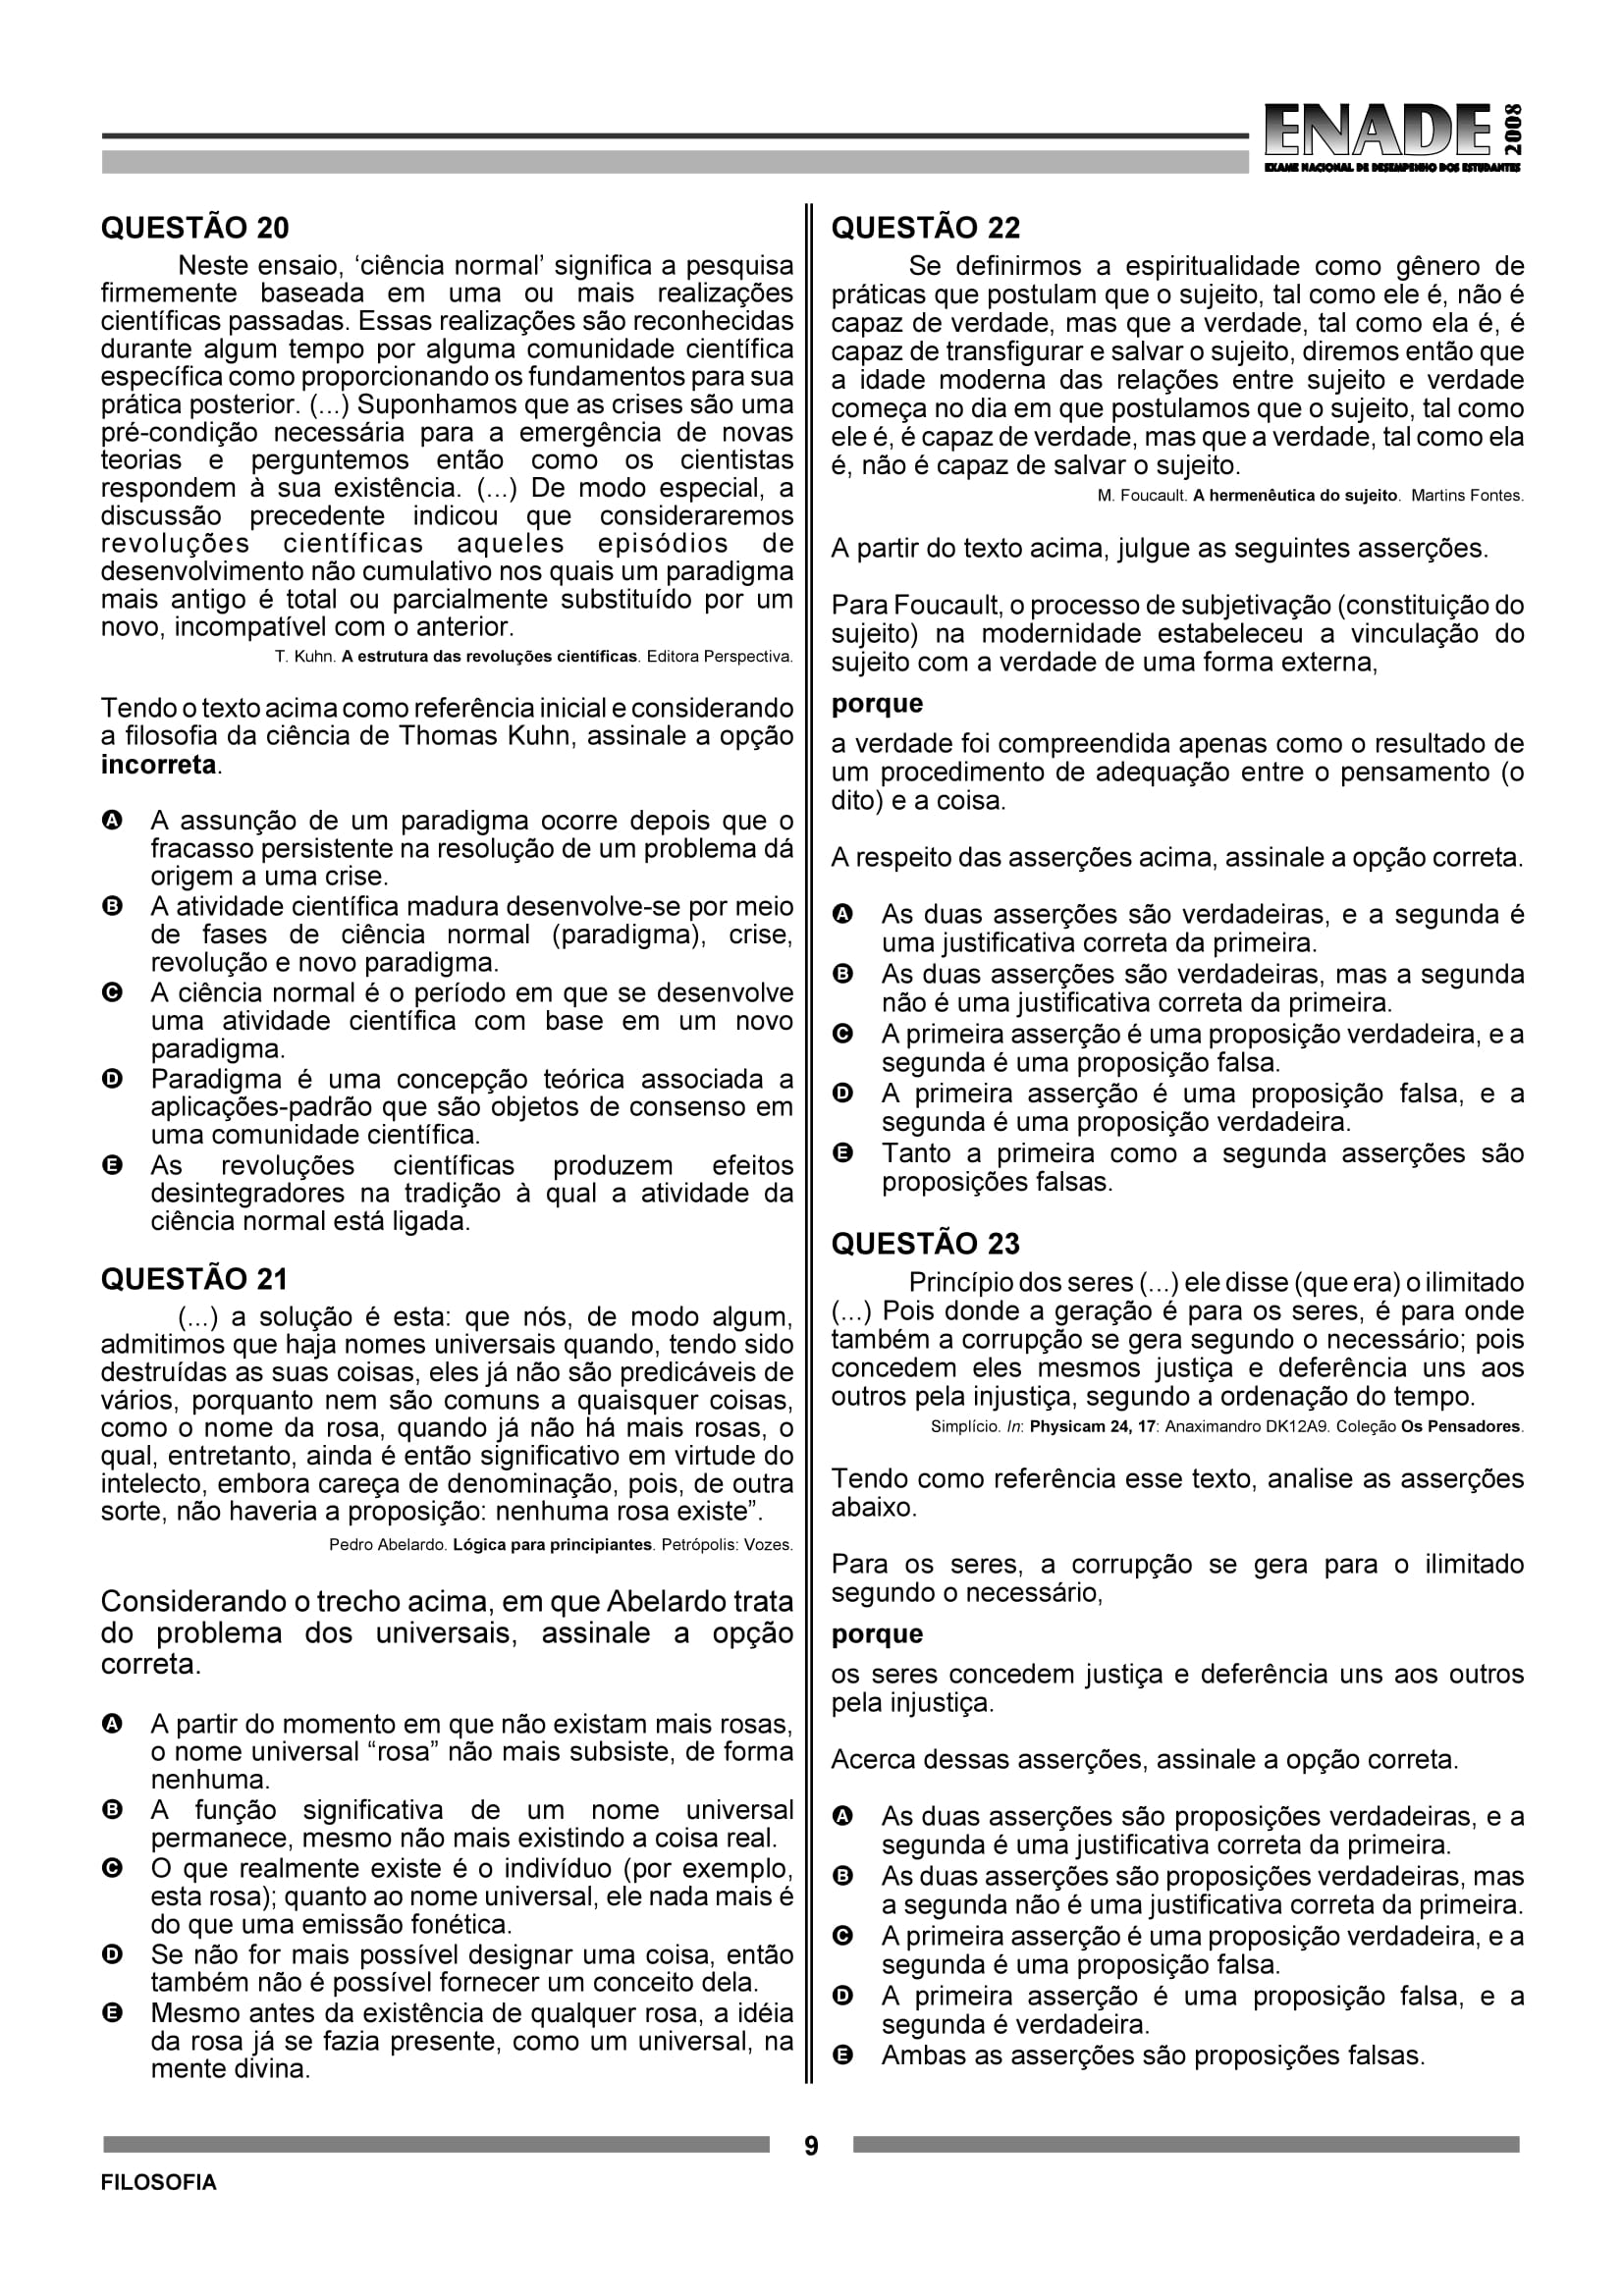 ENADE
2008
EXAME NACIONAL DE DESEMPENHO DOS ESTUDANTES
QUESTÃO 20
Neste ensaio, ‘ciência normal’ significa a pesquisa
firmemente baseada em uma ou mais realizações
científicas passadas. Essas realizações são reconhecidas
durante algum tempo por alguma comunidade científica
específica como proporcionando os fundamentos para sua
prática posterior. (...) Suponhamos que as crises são uma
pré-condição necessária para a emergência de novas
teorias e perguntemos então como os cientistas
respondem à sua existência. (...) De modo especial, a
discussão precedente indicou que consideraremos
revoluções científicas aqueles episódios de
desenvolvimento não cumulativo nos quais um paradigma
mais antigo é total ou parcialmente substituído por um
novo, incompatível com o anterior.
T. Kuhn. A estrutura das revoluções científicas. Editora Perspectiva.
Tendo o texto acima como referência inicial e considerando
a filosofia da ciência de Thomas Kuhn, assinale a opção
incorreta.
A A assunção de um paradigma ocorre depois que o
fracasso persistente na resolução de um problema dá
origem a uma crise.
B A atividade científica madura desenvolve-se por meio
de fases de ciência normal (paradigma), crise,
revolução e novo paradigma.
C A ciência normal é o período em que se desenvolve
uma atividade científica com base em um novo
paradigma.
D Paradigma é uma concepção teórica associada a
aplicações-padrão que são objetos de consenso em
uma comunidade científica.
E As revoluções científicas produzem efeitos
desintegradores na tradição à qual a atividade da
ciência normal está ligada.
QUESTÃO 21
(...) a solução é esta: que nós, de modo algum,
admitimos que haja nomes universais quando, tendo sido
destruídas as suas coisas, eles já não são predicáveis de
vários, porquanto nem são comuns a quaisquer coisas,
como o nome da rosa, quando já não há mais rosas, o
qual, entretanto, ainda é então significativo em virtude do
intelecto, embora careça de denominação, pois, de outra
sorte, não haveria a proposição: nenhuma rosa existe”.
Pedro Abelardo. Lógica para principiantes. Petrópolis: Vozes.
Considerando o trecho acima, em que Abelardo trata
do problema dos universais, assinale a opção
correta.
A A partir do momento em que não existam mais rosas,
o nome universal “rosa” não mais subsiste, de forma
nenhuma.
B A função significativa de um nome universal
permanece, mesmo não mais existindo a coisa real.
C O que realmente existe é o indivíduo (por exemplo,
esta rosa); quanto ao nome universal, ele nada mais é
do que uma emissão fonética.
D Se não for mais possível designar uma coisa, então
também não é possível fornecer um conceito dela.
E Mesmo antes da existência de qualquer rosa, a idéia
da rosa já se fazia presente, como um universal, na
mente divina.
QUESTÃO 22
Se definirmos a espiritualidade como gênero de
práticas que postulam que o sujeito, tal como ele é, não é
capaz de verdade, mas que a verdade, tal como ela é, é
capaz de transfigurar e salvar o sujeito, diremos então que
a idade moderna das relações entre sujeito e verdade
começa no dia em que postulamos que o sujeito, tal como
ele é, é capaz de verdade, mas que a verdade, tal como ela
é, não é capaz de salvar o sujeito.
M. Foucault. A hermenêutica do sujeito. Martins Fontes.
A partir do texto acima, julgue as seguintes asserções.
Para Foucault, o processo de subjetivação (constituição do
sujeito) na modernidade estabeleceu a vinculação do
sujeito com a verdade de uma forma externa,
porque
a verdade foi compreendida apenas como o resultado de
um procedimento de adequação entre o pensamento (o
dito) e a coisa.
A respeito das asserções acima, assinale a opção correta.
A As duas asserções são verdadeiras, e a segunda é
uma justificativa correta da primeira.
B As duas asserções são verdadeiras, mas a segunda
não é uma justificativa correta da primeira.
C A primeira asserção é uma proposição verdadeira, e a
segunda é uma proposição falsa.
D A primeira asserção é uma proposição falsa, e a
segunda é uma proposição verdadeira.
E Tanto a primeira como a segunda asserções são
proposições falsas.
QUESTÃO 23
Princípio dos seres (...) ele disse (que era) o ilimitado
(...) Pois donde a geração é para os seres, é para onde
também a corrupção se gera segundo o necessário; pois
concedem eles mesmos justiça e deferência uns aos
outros pela injustiça, segundo a ordenação do tempo.
Simplício. In: Physicam 24, 17: Anaximandro DK12A9. Coleção Os Pensadores.
Tendo como referência esse texto, analise as asserções
abaixo.
Para os seres, a corrupção se gera para o ilimitado
segundo o necessário,
porque
os seres concedem justiça e deferência uns aos outros
pela injustiça.
Acerca dessas asserções, assinale a opção correta.
A As duas asserções são proposições verdadeiras, e a
segunda é uma justificativa correta da primeira.
B As duas asserções são proposições verdadeiras, mas
a segunda não é uma justificativa correta da primeira.
C A primeira asserção é uma proposição verdadeira, e a
segunda é uma proposição falsa.
D A primeira asserção é uma proposição falsa, e a
segunda é verdadeira.
E Ambas as asserções são proposições falsas.
9
FILOSOFIA